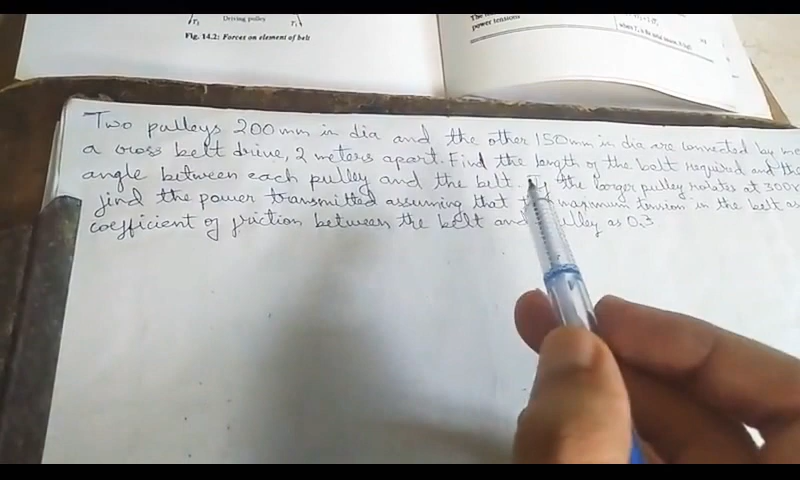 Driving pulley
T₁
Fig. 14.2: Forces on element of belt
The
power tensions
Two pulleys 200mm in dia and the other 150mm in dia are connected by
a cross belt drive, 2 meters apart. Find the length of the belt required and the
angle between each pulley and the belt. If the larger pulley rotates at 300
find the power transmitted assuming that maximum tension in the belt as
coefficient of friction between the belt and pulley as 0.3